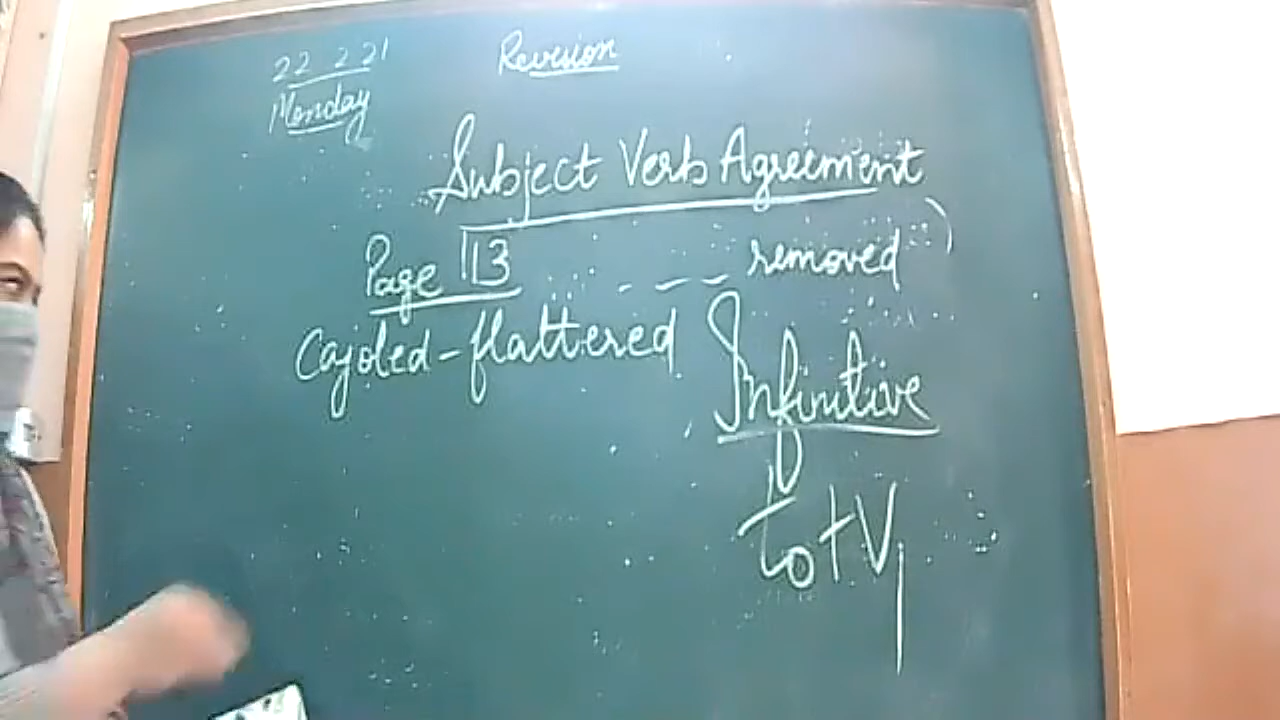 22 2 21
Monday
Revision
Subject Verb Agreement
Page 113
--- removed
Cajoled-flattered
Infinitive
to+V1